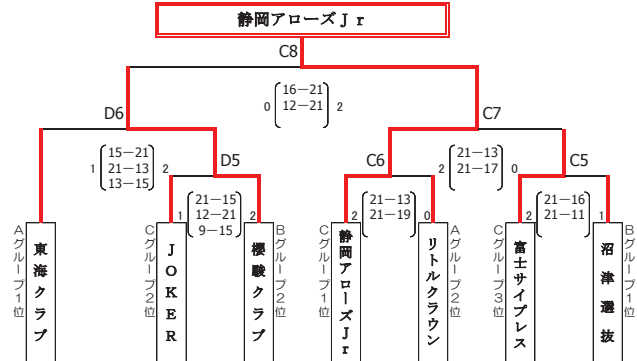 静岡アローズＪｒ
C8
16－21
0 12－21 2
D6
C7
15－21
1 21－13 2
13－15
D5
C6
21－13
2 21－17 0
C5
21－15
1 12－21 2
9－15
21－13
2 21－19 0
21－16
2 21－11 1
Aグループ1位
東海クラブ
Cグループ2位
JOKER
櫻駿クラブ
Bグループ2位
Cグループ1位
静岡アローズJr
リトルクラウン
Aグループ2位
Cグループ3位
富士サイプレス
沼津選抜
Bグループ1位